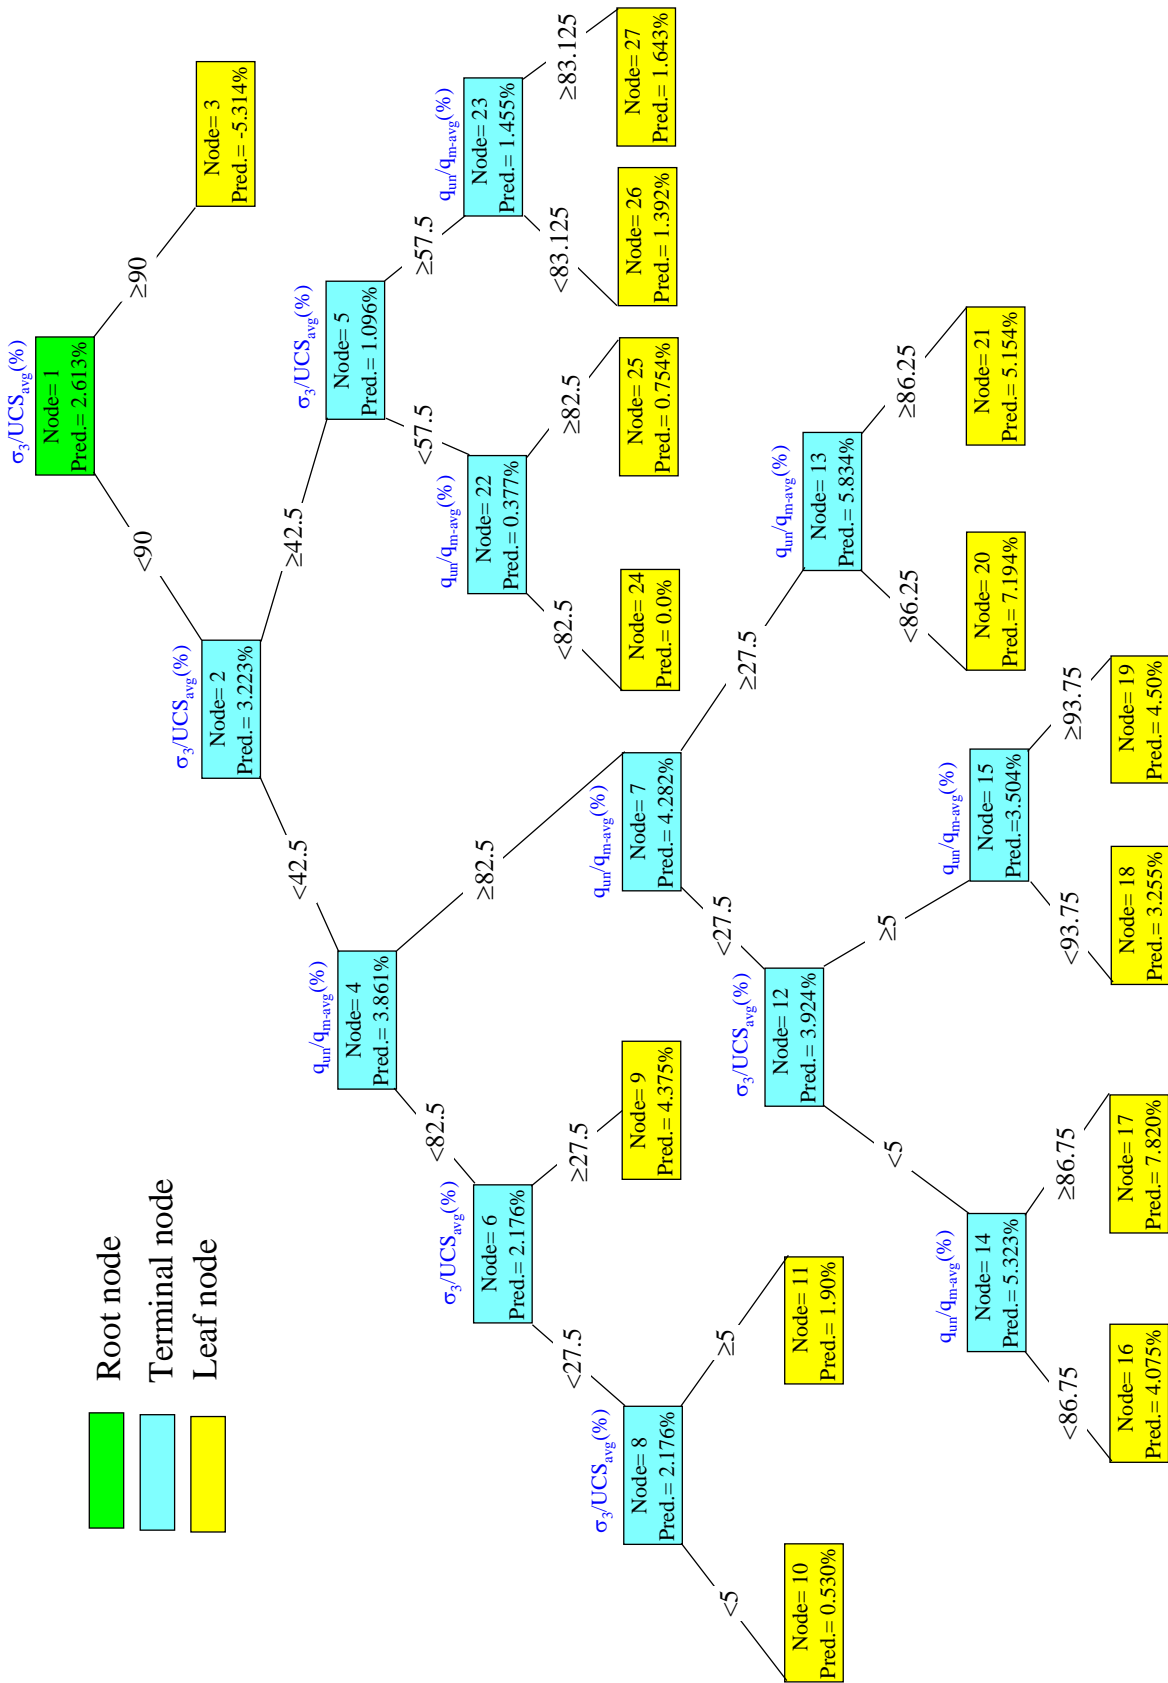 Root node
Terminal node
Leaf node
σ3/UCSavg(%)
Node= 1
Pred.= 2.613%
<90
≥90
σ3/UCSavg(%)
Node= 2
Pred.= 3.223%
Node= 3
Pred.= -5.314%
<42.5
≥42.5
qun/qm-avg(%)
Node= 4
Pred.= 3.861%
σ3/UCSavg(%)
Node= 5
Pred.= 1.096%
<82.5
≥82.5
<57.5
≥57.5
σ3/UCSavg(%)
Node= 6
Pred.= 2.176%
qun/qm-avg(%)
Node= 22
Pred.= 0.377%
qun/qm-avg(%)
Node= 23
Pred.= 1.455%
<27.5
≥27.5
<82.5
≥82.5
<83.125
≥83.125
σ3/UCSavg(%)
Node= 8
Pred.= 2.176%
Node= 9
Pred.= 4.375%
qun/qm-avg(%)
Node= 7
Pred.= 4.282%
Node= 24
Pred.= 0.0%
Node= 25
Pred.= 0.754%
Node= 26
Pred.= 1.392%
Node= 27
Pred.= 1.643%
<5
≥5
<27.5
≥27.5
Node= 10
Pred.= 0.530%
Node= 11
Pred.= 1.90%
σ3/UCSavg(%)
Node= 12
Pred.= 3.924%
qun/qm-avg(%)
Node= 13
Pred.= 5.834%
<5
≥5
<86.25
≥86.25
qun/qm-avg(%)
Node= 14
Pred.= 5.323%
qun/qm-avg(%)
Node= 15
Pred.=3.504%
Node= 20
Pred.= 7.194%
Node= 21
Pred.= 5.154%
<86.75
≥86.75
<93.75
≥93.75
Node= 16
Pred.= 4.075%
Node= 17
Pred.= 7.820%
Node= 18
Pred.= 3.255%
Node= 19
Pred.= 4.50%